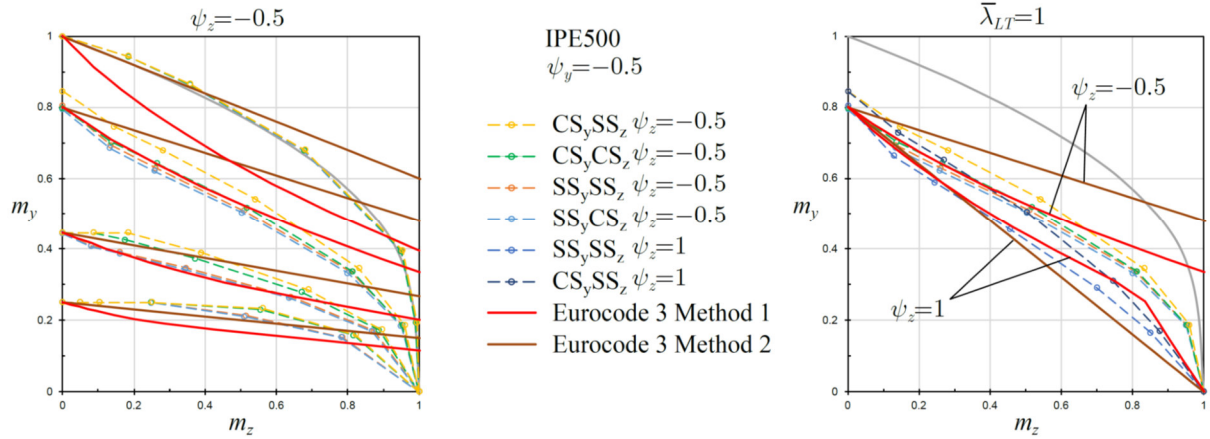 ψz=−0.5
1
0.8
0.6
my
0.4
0.2
0
0
0.2
0.4
0.6
0.8
1
mz
IPE500
ψy=−0.5
CSySSz ψz=−0.5
CSyCSz ψz=−0.5
SSySSz ψz=−0.5
SSyCSz ψz=−0.5
SSySSz ψz=1
CSySSz ψz=1
Eurocode 3 Method 1
Eurocode 3 Method 2
λ̅LT=1
1
0.8
0.6
my
0.4
0.2
0
0
0.2
0.4
0.6
0.8
1
mz
ψz=−0.5
ψz=1